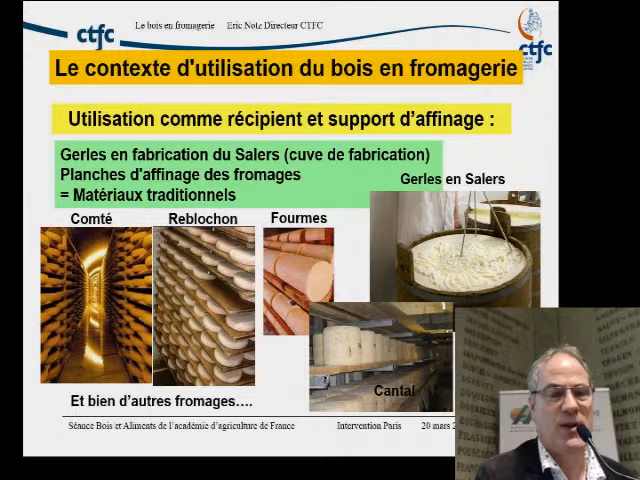 Le bois en fromagerie Eric Notz Directeur CTFC
ctfc
ctfc
Le contexte d'utilisation du bois en fromagerie
Utilisation comme récipient et support d'affinage :
Gerles en fabrication du Salers (cuve de fabrication)
Planches d'affinage des fromages
= Matériaux traditionnels
Gerles en Salers
Comté
Reblochon
Fourmes
Cantal
Et bien d'autres fromages….
Séance Bois et Aliments de l'académie d'agriculture de France Intervention Paris 20 mars